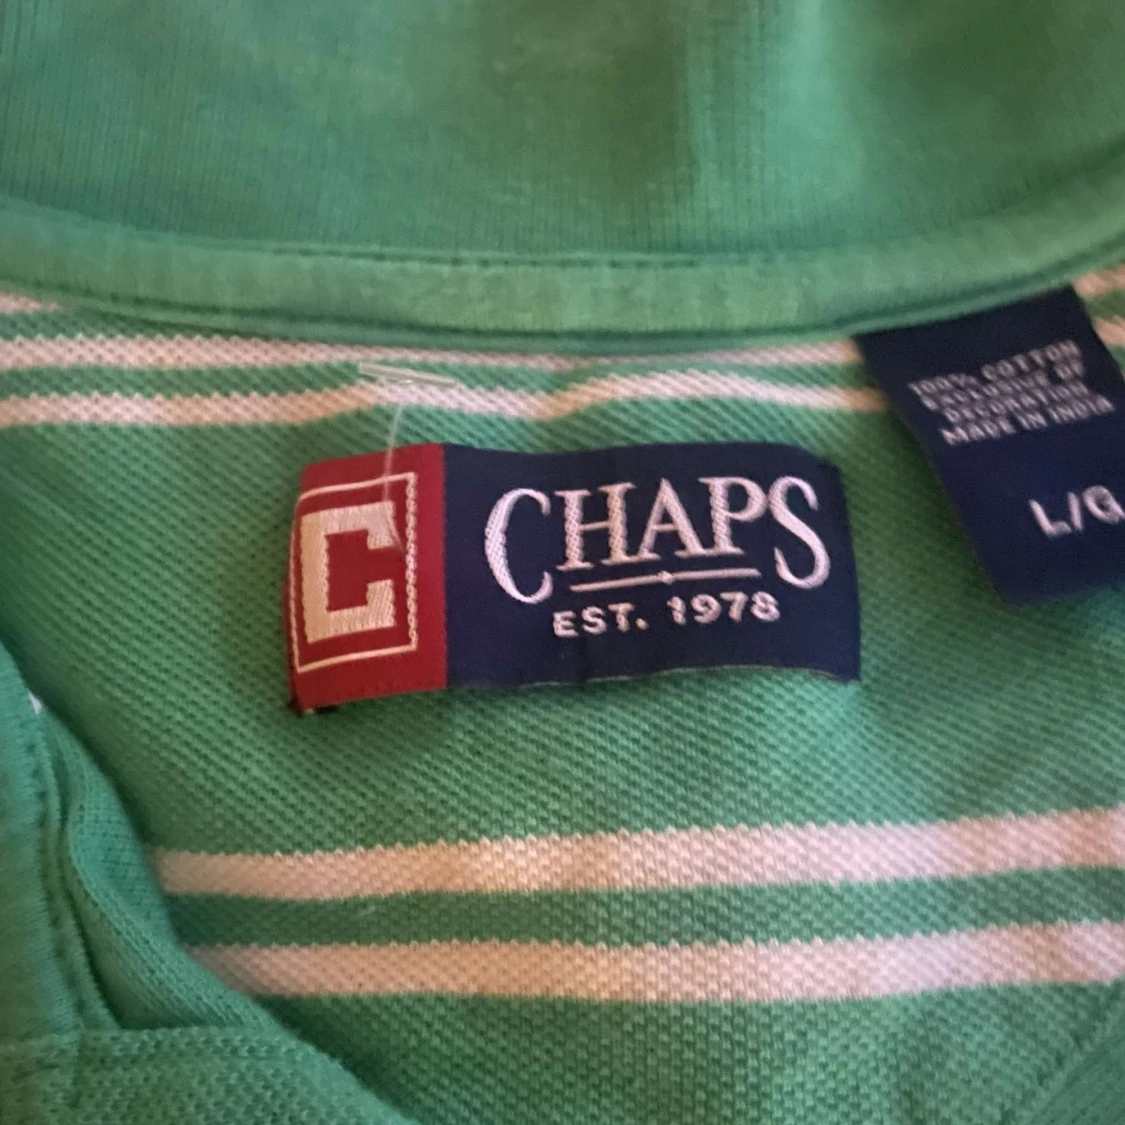 C
CHAPS
EST. 1978
100% COTTON
EXCLUSIVE OF
DECORATION
MADE IN INDIA
L/G